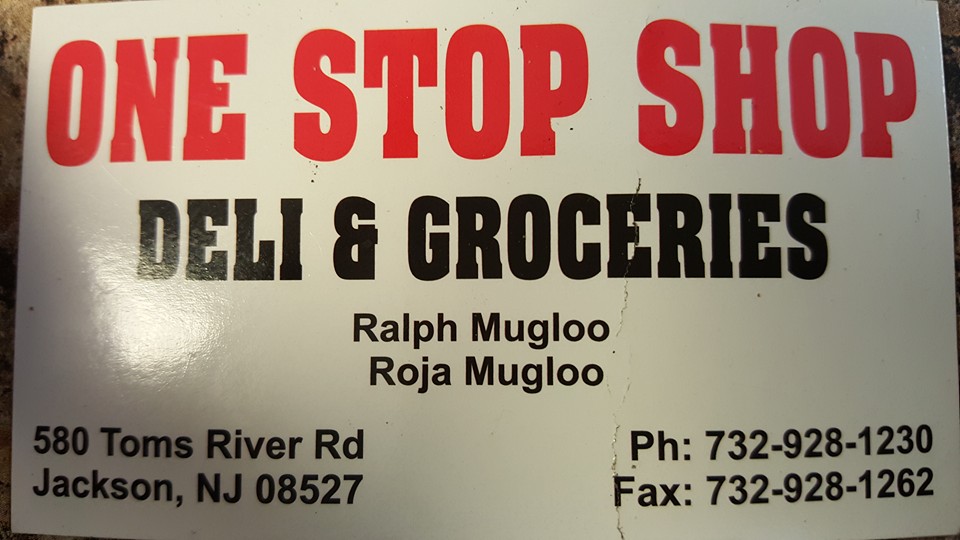 ONE STOP SHOP
DELI & GROCERIES
Ralph Mugloo
Roja Mugloo
580 Toms River Rd
Jackson, NJ 08527
Ph: 732-928-1230
Fax: 732-928-1262